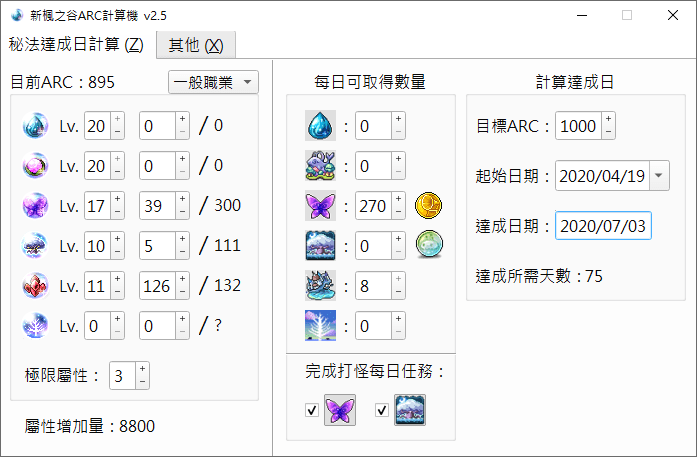 新楓之谷ARC計算機 v2.5
秘法達成日計算 (Z) 其他 (X)
目前ARC：895 一般職業
Lv. 20 0 / 0
Lv. 20 0 / 0
Lv. 17 39 / 300
Lv. 10 5 / 111
Lv. 11 126 / 132
Lv. 0 0 / ?
極限屬性： 3
屬性增加量：8800
每日可取得數量
: 0
: 0
: 270
: 0
: 8
: 0
完成打怪每日任務：
計算達成日
目標ARC： 1000
起始日期： 2020/04/19
達成日期： 2020/07/03
達成所需天數：75